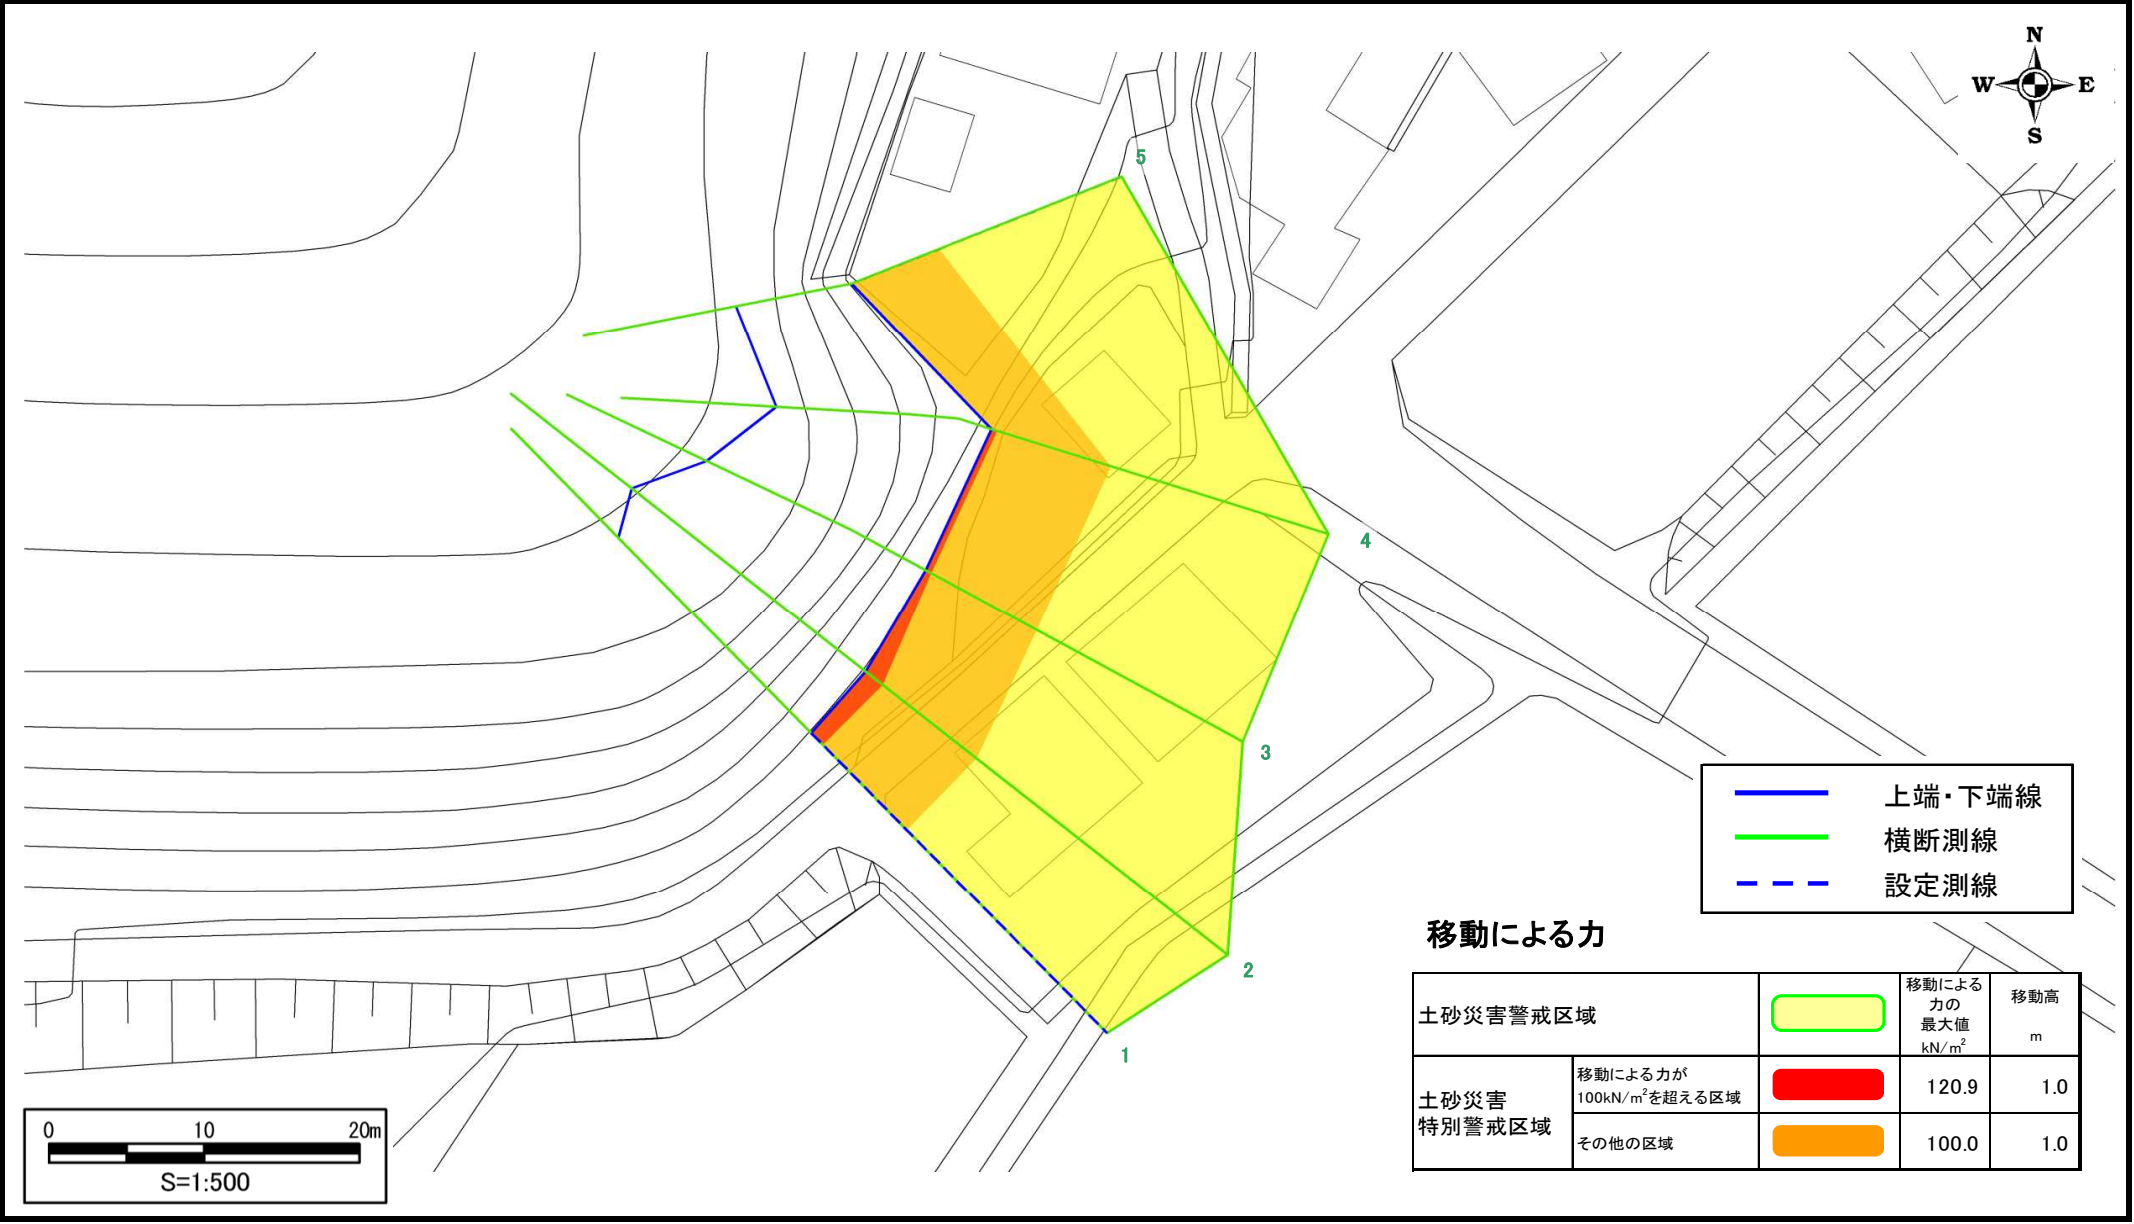 N
W E
S
5
4
3
2
1
上端・下端線
横断測線
設定測線
移動による力
土砂災害警戒区域
移動による
力の
最大値
kN/㎡
移動高
m
土砂災害
特別警戒区域
移動による力が
100kN/㎡を超える区域
120.9
1.0
その他の区域
100.0
1.0
0 10 20m
S=1:500